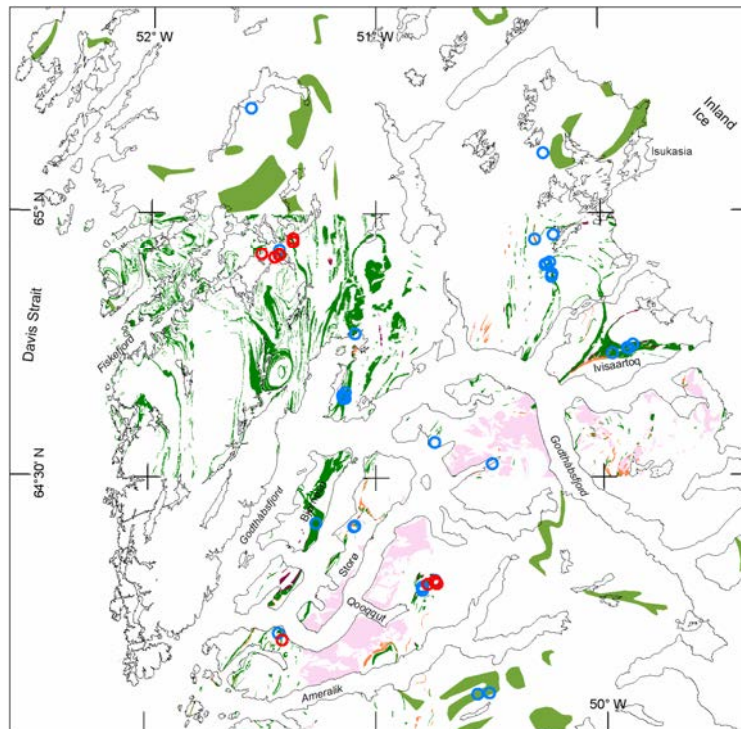 52° W
51° W
Inland
Ice
Isukasia
65° N
Davis Strait
Fiskefjord
Ivisaartoq
64° 30' N
Godthåbsfjord
Godthåbsfjord
Storø
Qooqqut
Ameralik
50° W